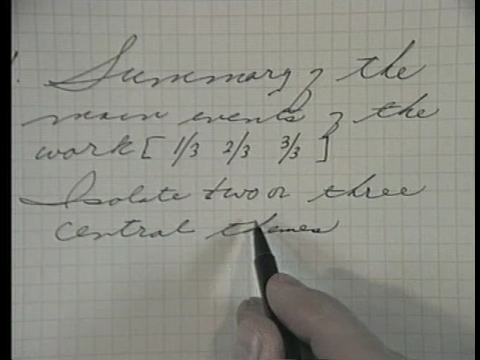 1. Summary of the
main events of the
work [ 1/3 2/3 3/3 ]
Isolate two or three
central themes